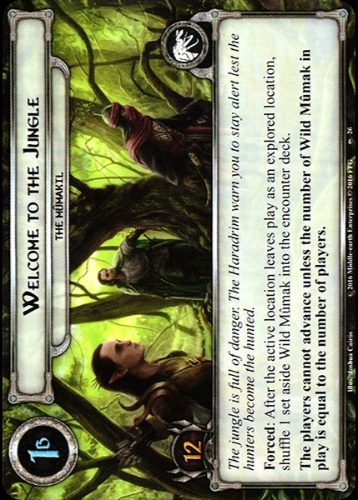 1B
WELCOME TO THE JUNGLE
THE MÛMAKIL
12
The jungle is full of danger. The Haradrim warn you to stay alert lest the
hunters become the hunted.
Forced: After the active location leaves play as an explored location,
shuffle 1 set aside Wild Mûmak into the encounter deck.
The players cannot advance unless the number of Wild Mûmak in
play is equal to the number of players.
Illus. Joshua Cairós © 2016 Middle-earth Enterprises © 2016 FFG 26